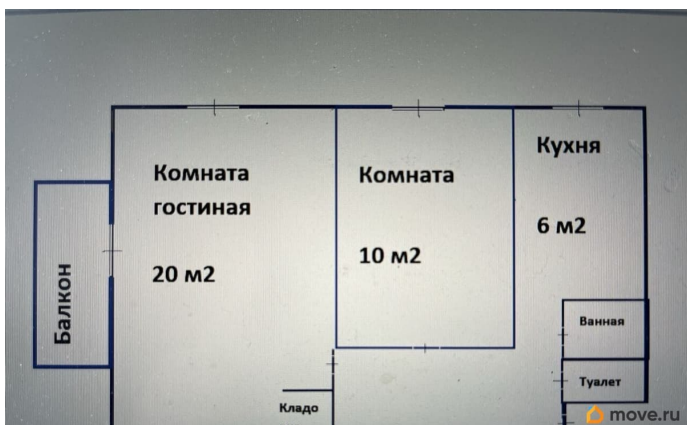 Комната
гостиная
20 м2
Комната
10 м2
Кухня
6 м2
Балкон
Ванная
Туалет
Кладо
move.ru